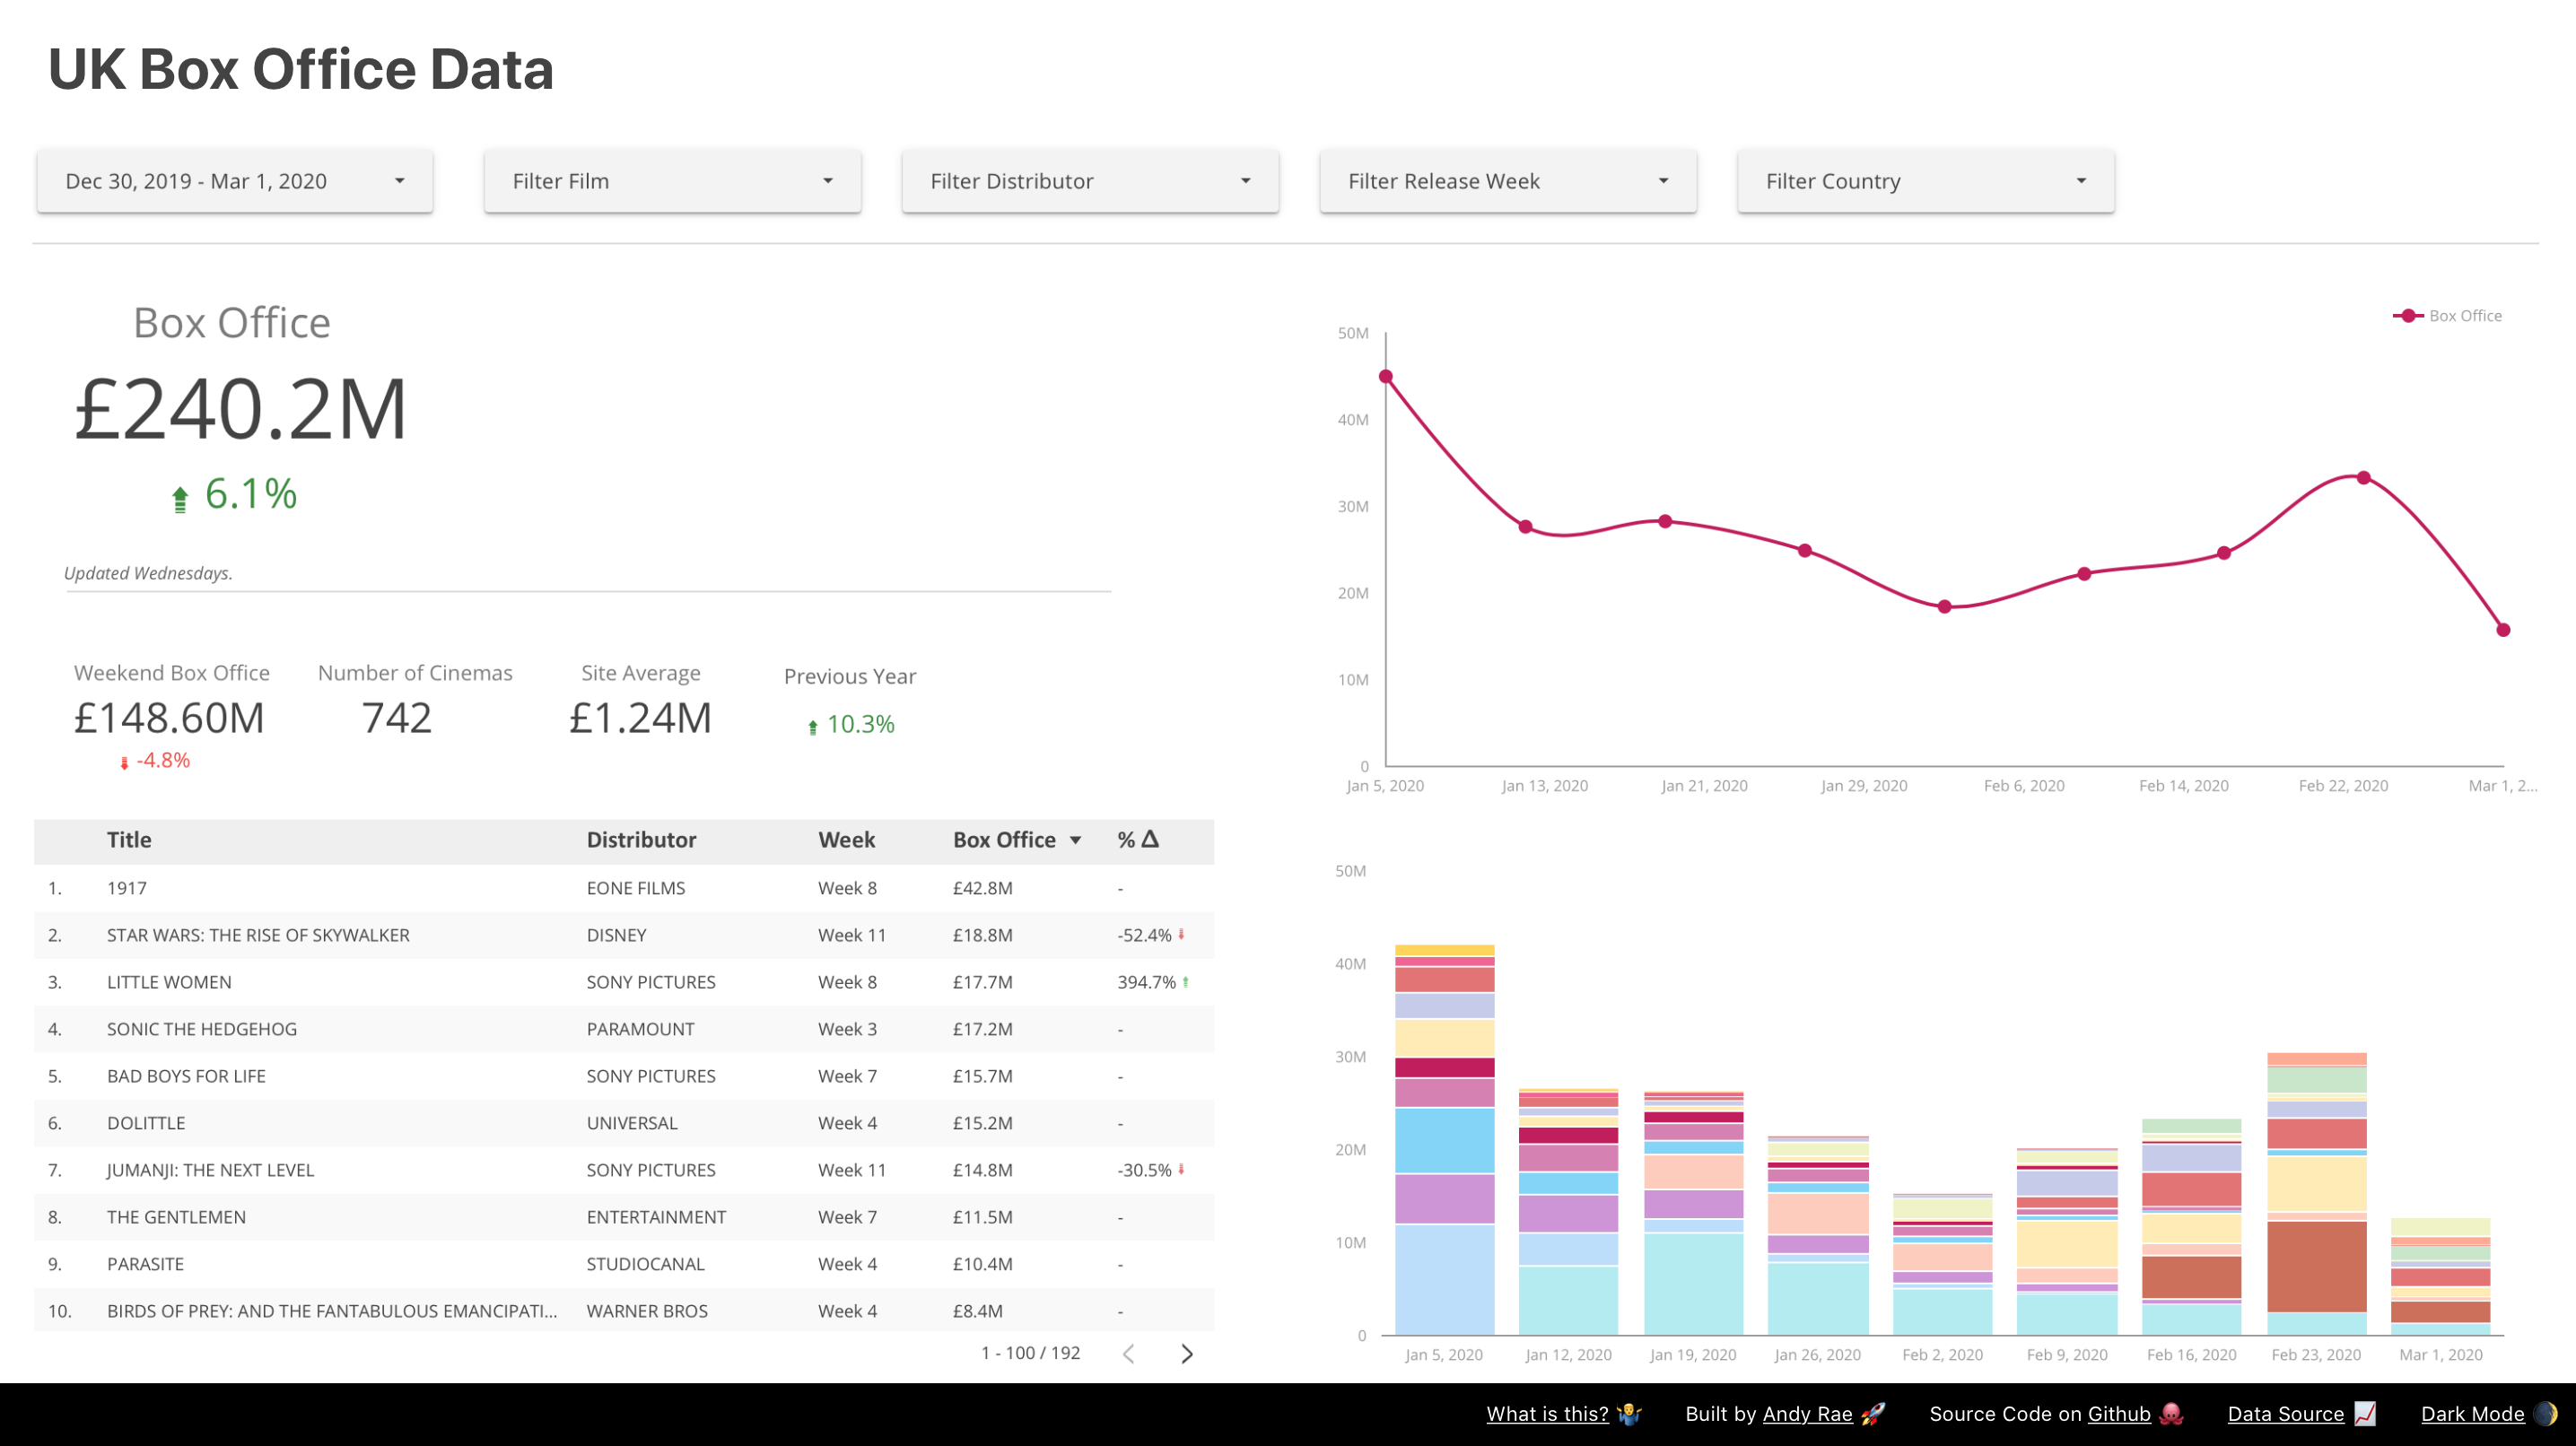 UK Box Office Data
Dec 30, 2019 - Mar 1, 2020
Filter Film
Filter Distributor
Filter Release Week
Filter Country
Box Office
£240.2M
6.1%
Updated Wednesdays.
Weekend Box Office
£148.60M
-4.8%
Number of Cinemas
742
Site Average
£1.24M
Previous Year
10.3%
Title Distributor Week Box Office % Δ
1. 1917 EONE FILMS Week 8 £42.8M -
2. STAR WARS: THE RISE OF SKYWALKER DISNEY Week 11 £18.8M -52.4%
3. LITTLE WOMEN SONY PICTURES Week 8 £17.7M 394.7%
4. SONIC THE HEDGEHOG PARAMOUNT Week 3 £17.2M -
5. BAD BOYS FOR LIFE SONY PICTURES Week 7 £15.7M -
6. DOLITTLE UNIVERSAL Week 4 £15.2M -
7. JUMANJI: THE NEXT LEVEL SONY PICTURES Week 11 £14.8M -30.5%
8. THE GENTLEMEN ENTERTAINMENT Week 7 £11.5M -
9. PARASITE STUDIOCANAL Week 4 £10.4M -
10. BIRDS OF PREY: AND THE FANTABULOUS EMANCIPATI... WARNER BROS Week 4 £8.4M -
1 - 100 / 192
Box Office
50M
40M
30M
20M
10M
0
Jan 5, 2020 Jan 13, 2020 Jan 21, 2020 Jan 29, 2020 Feb 6, 2020 Feb 14, 2020 Feb 22, 2020 Mar 1, 2...
50M
40M
30M
20M
10M
0
Jan 5, 2020 Jan 12, 2020 Jan 19, 2020 Jan 26, 2020 Feb 2, 2020 Feb 9, 2020 Feb 16, 2020 Feb 23, 2020 Mar 1, 2020
What is this? 🤷‍♂️ Built by Andy Rae 🚀 Source Code on Github 🐙 Data Source 📈 Dark Mode 🌒